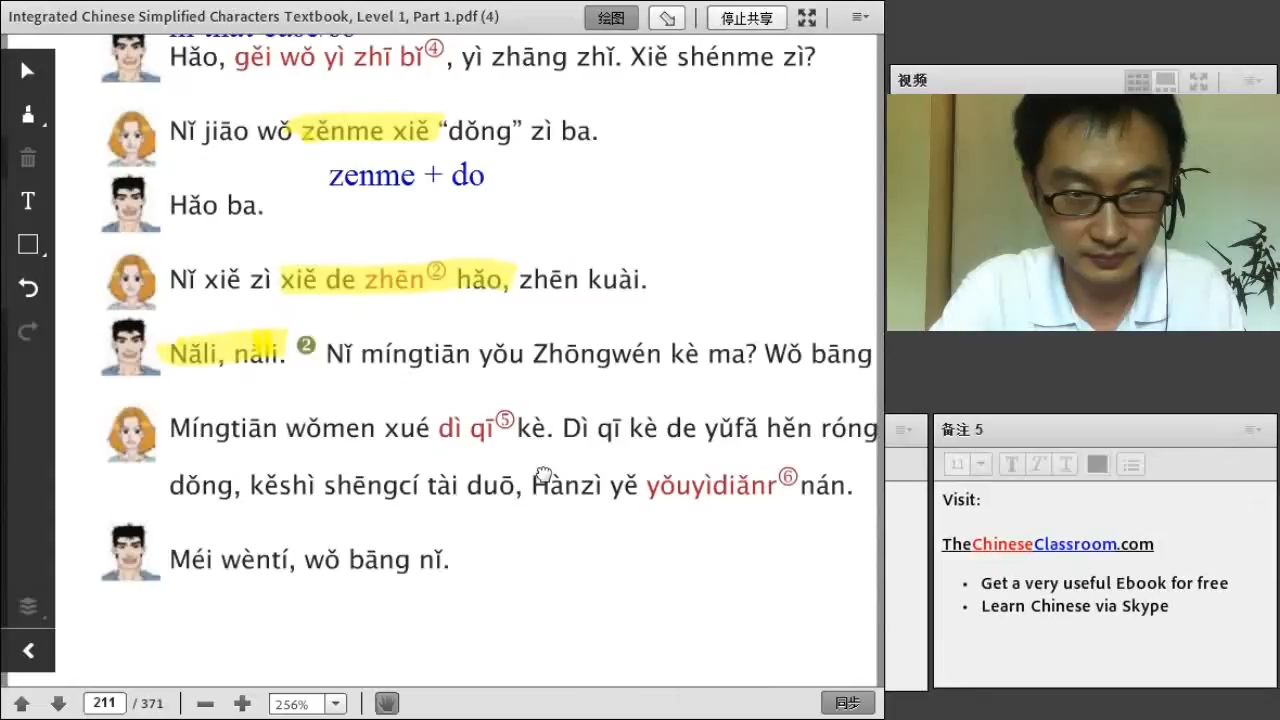 Integrated Chinese Simplified Characters Textbook, Level 1, Part 1.pdf (4)
绘图
停止共享
视频
Hǎo, gěi wǒ yì zhī bǐ④, yì zhāng zhǐ. Xiě shénme zì?
Nǐ jiāo wǒ zěnme xiě “dǒng” zì ba.
zenme + do
Hǎo ba.
Nǐ xiě zì xiě de zhēn② hǎo, zhēn kuài.
Nǎli, nǎli. ❷ Nǐ míngtiān yǒu Zhōngwén kè ma? Wǒ bāng
Míngtiān wǒmen xué dì qī⑤kè. Dì qī kè de yǔfǎ hěn róng
dǒng, kěshì shēngcí tài duō, Hànzì yě yǒuyìdiǎnr⑥nán.
Méi wèntí, wǒ bāng nǐ.
备注 5
11
T T T
Visit:
TheChineseClassroom.com
• Get a very useful Ebook for free
• Learn Chinese via Skype
T
211 / 371
256%
同步